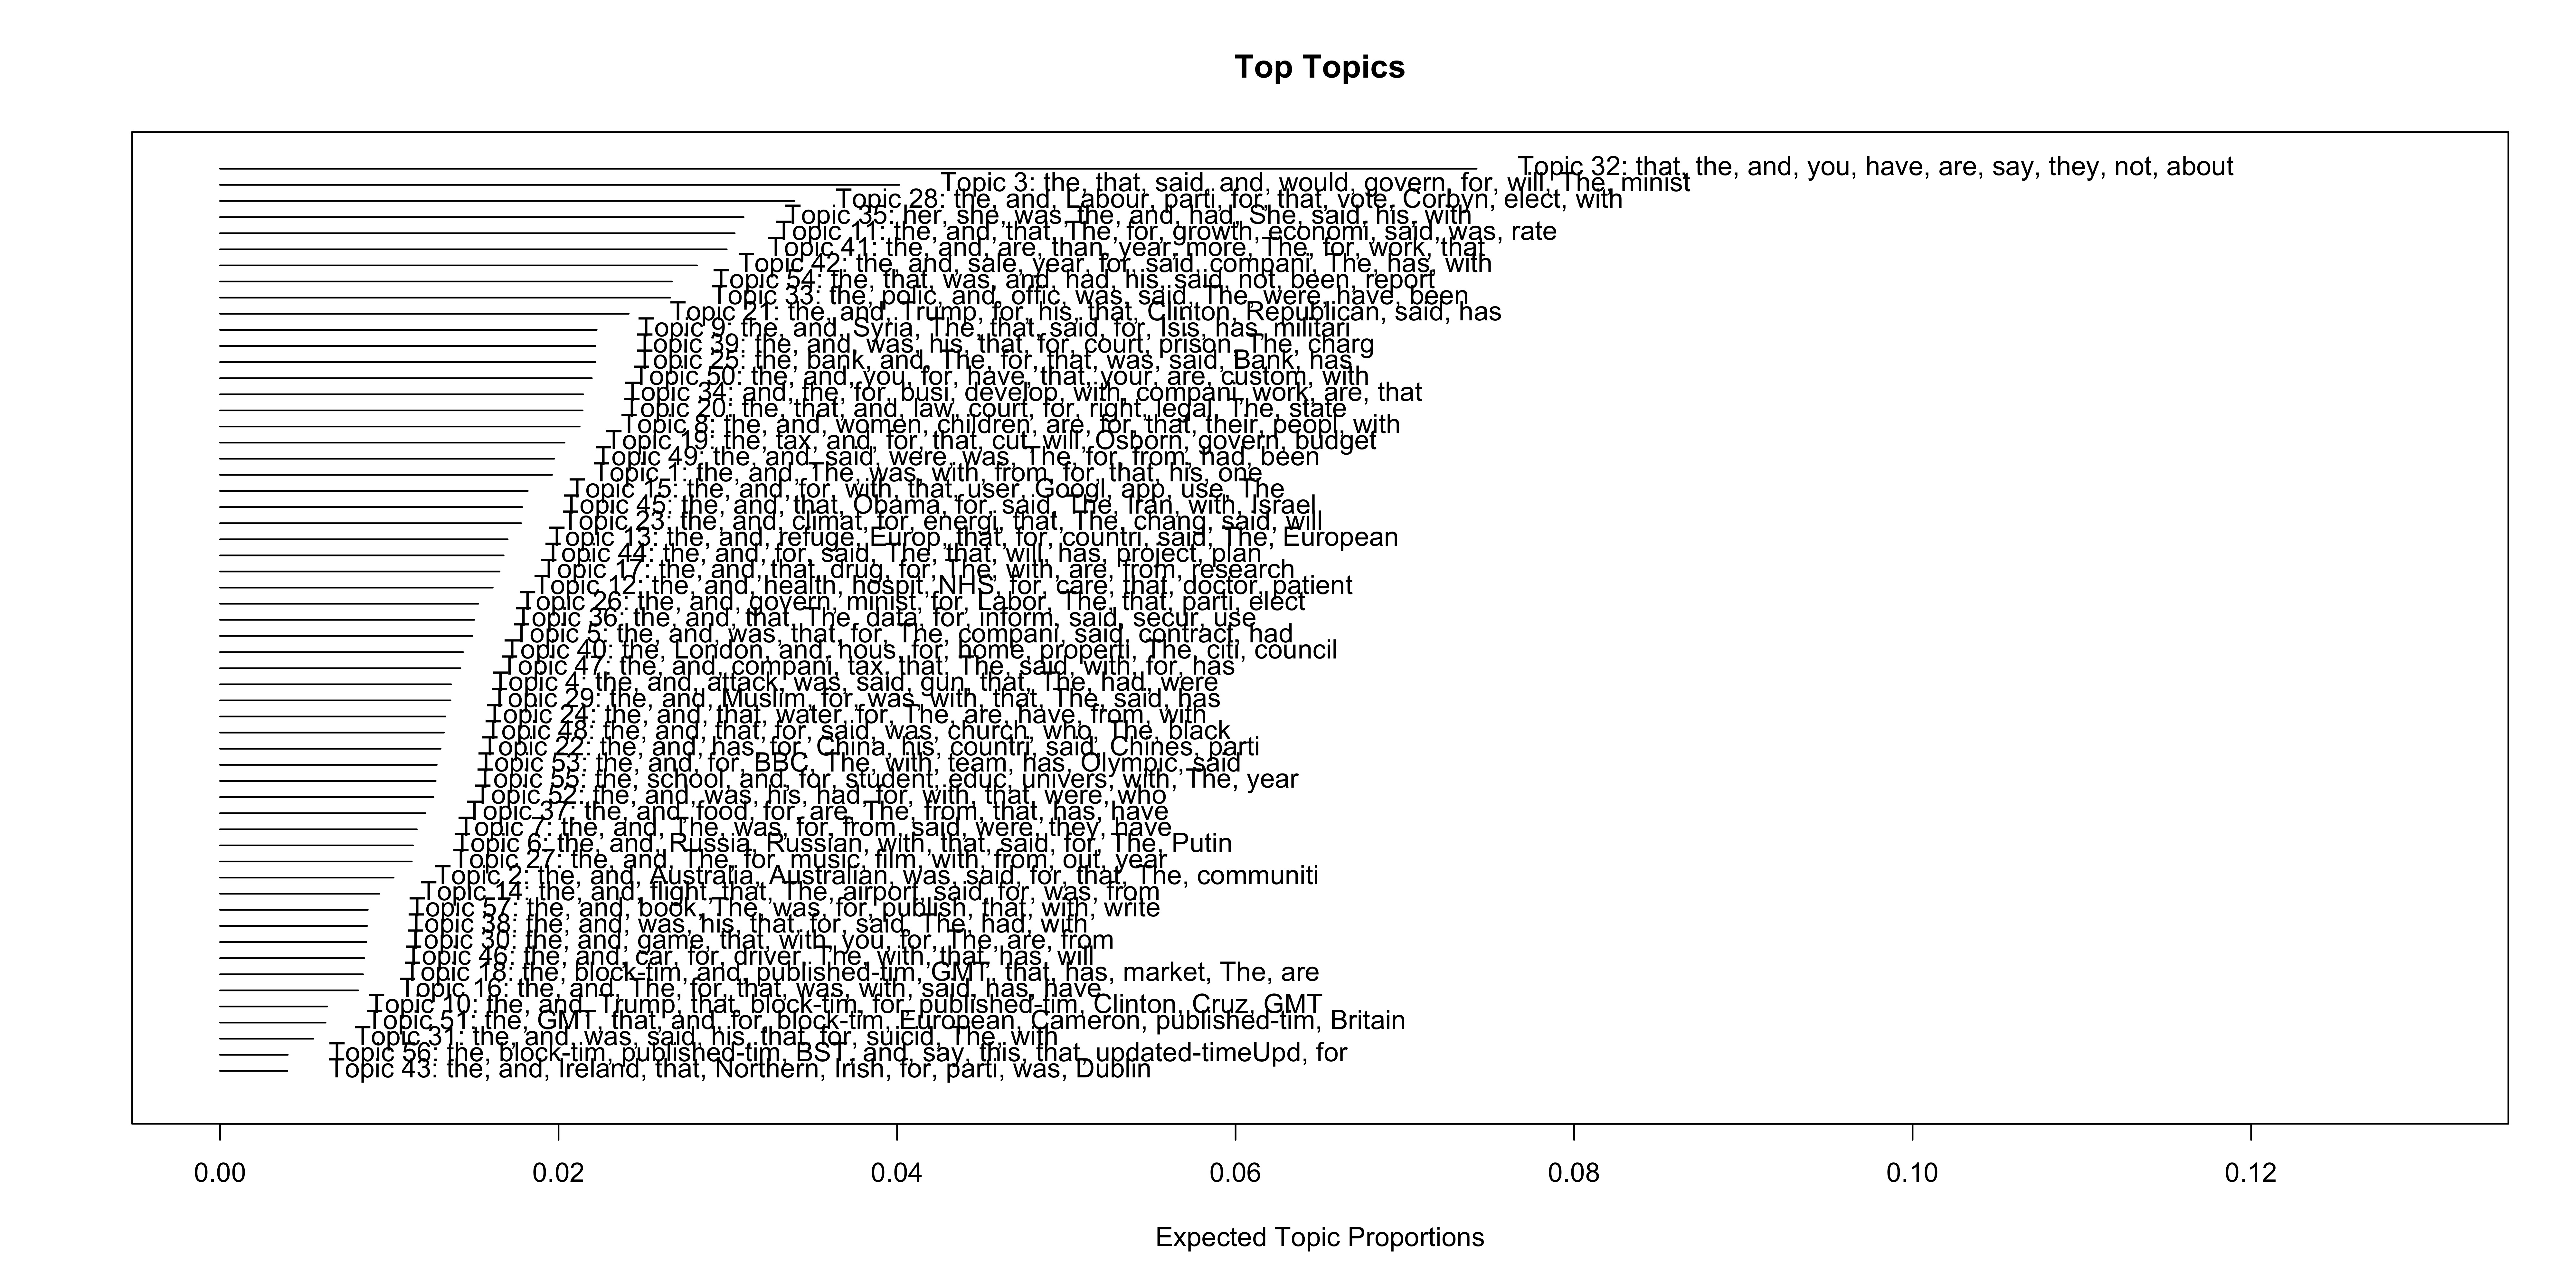 Top Topics
Topic 32: that, the, and, you, have, are, say, they, not, about
Topic 3: the, that, said, and, would, govern, for, will, The, minist
Topic 28: the, and, Labour, parti, for, that, vote, Corbyn, elect, with
Topic 35: her, she, was, the, and, had, She, said, his, with
Topic 11: the, and, that, The, for, growth, economi, said, was, rate
Topic 41: the, and, are, than, year, more, The, for, work, that
Topic 42: the, and, sale, year, for, said, compani, The, has, with
Topic 54: the, that, was, and, had, his, said, not, been, report
Topic 33: the, polic, and, offic, was, said, The, were, have, been
Topic 21: the, and, Trump, for, his, that, Clinton, Republican, said, has
Topic 9: the, and, Syria, The, that, said, for, Isis, has, militari
Topic 39: the, and, was, his, that, for, court, prison, The, charg
Topic 25: the, bank, and, The, for, that, was, said, Bank, has
Topic 50: the, and, you, for, have, that, your, are, custom, with
Topic 34: and, the, for, busi, develop, with, compani, work, are, that
Topic 20: the, that, and, law, court, for, right, legal, The, state
Topic 8: the, and, women, children, are, for, that, their, peopl, with
Topic 19: the, tax, and, for, that, cut, will, Osborn, govern, budget
Topic 49: the, and, said, were, was, The, for, from, had, been
Topic 1: the, and, The, was, with, from, for, that, his, one
Topic 15: the, and, for, with, that, user, Googl, app, use, The
Topic 45: the, and, that, Obama, for, said, The, Iran, with, Israel
Topic 23: the, and, climat, for, energi, that, The, chang, said, will
Topic 13: the, and, refuge, Europ, that, for, countri, said, The, European
Topic 44: the, and, for, said, The, that, will, has, project, plan
Topic 17: the, and, that, drug, for, The, with, are, from, research
Topic 12: the, and, health, hospit, NHS, for, care, that, doctor, patient
Topic 26: the, and, govern, minist, for, Labor, The, that, parti, elect
Topic 36: the, and, that, The, data, for, inform, said, secur, use
Topic 5: the, and, was, that, for, The, compani, said, contract, had
Topic 40: the, London, and, hous, for, home, properti, The, citi, council
Topic 47: the, and, compani, tax, that, The, said, with, for, has
Topic 4: the, and, attack, was, said, gun, that, The, had, were
Topic 29: the, and, Muslim, for, was, with, that, The, said, has
Topic 24: the, and, that, water, for, The, are, have, from, with
Topic 48: the, and, that, for, said, was, church, who, The, black
Topic 22: the, and, has, for, China, his, countri, said, Chines, parti
Topic 53: the, and, for, BBC, The, with, team, has, Olympic, said
Topic 55: the, school, and, for, student, educ, univers, with, The, year
Topic 52: the, and, was, his, had, for, with, that, were, who
Topic 37: the, and, food, for, are, The, from, that, has, have
Topic 7: the, and, The, was, for, from, said, were, they, have
Topic 6: the, and, Russia, Russian, with, that, said, for, The, Putin
Topic 27: the, and, The, for, music, film, with, from, out, year
Topic 2: the, and, Australia, Australian, was, said, for, that, The, communiti
Topic 14: the, and, flight, that, The, airport, said, for, was, from
Topic 57: the, and, book, The, was, for, publish, that, with, write
Topic 38: the, and, was, his, that, for, said, The, had, with
Topic 30: the, and, game, that, with, you, for, The, are, from
Topic 46: the, and, car, for, driver, The, with, that, has, will
Topic 18: the, block-tim, and, published-tim, GMT, that, has, market, The, are
Topic 16: the, and, The, for, that, was, with, said, has, have
Topic 10: the, and, Trump, that, block-tim, for, published-tim, Clinton, Cruz, GMT
Topic 51: the, GMT, that, and, for, block-tim, European, Cameron, published-tim, Britain
Topic 31: the, and, was, said, his, that, for, suicid, The, with
Topic 56: the, block-tim, published-tim, BST, and, say, this, that, updated-timeUpd, for
Topic 43: the, and, Ireland, that, Northern, Irish, for, parti, was, Dublin
0.00 0.02 0.04 0.06 0.08 0.10 0.12
Expected Topic Proportions